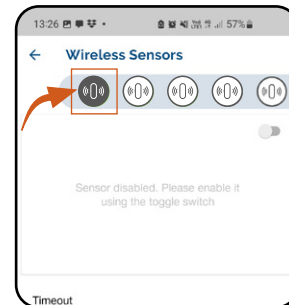 13:26
57%
Wireless Sensors
Sensor disabled. Please enable it
using the toggle switch
Timeout